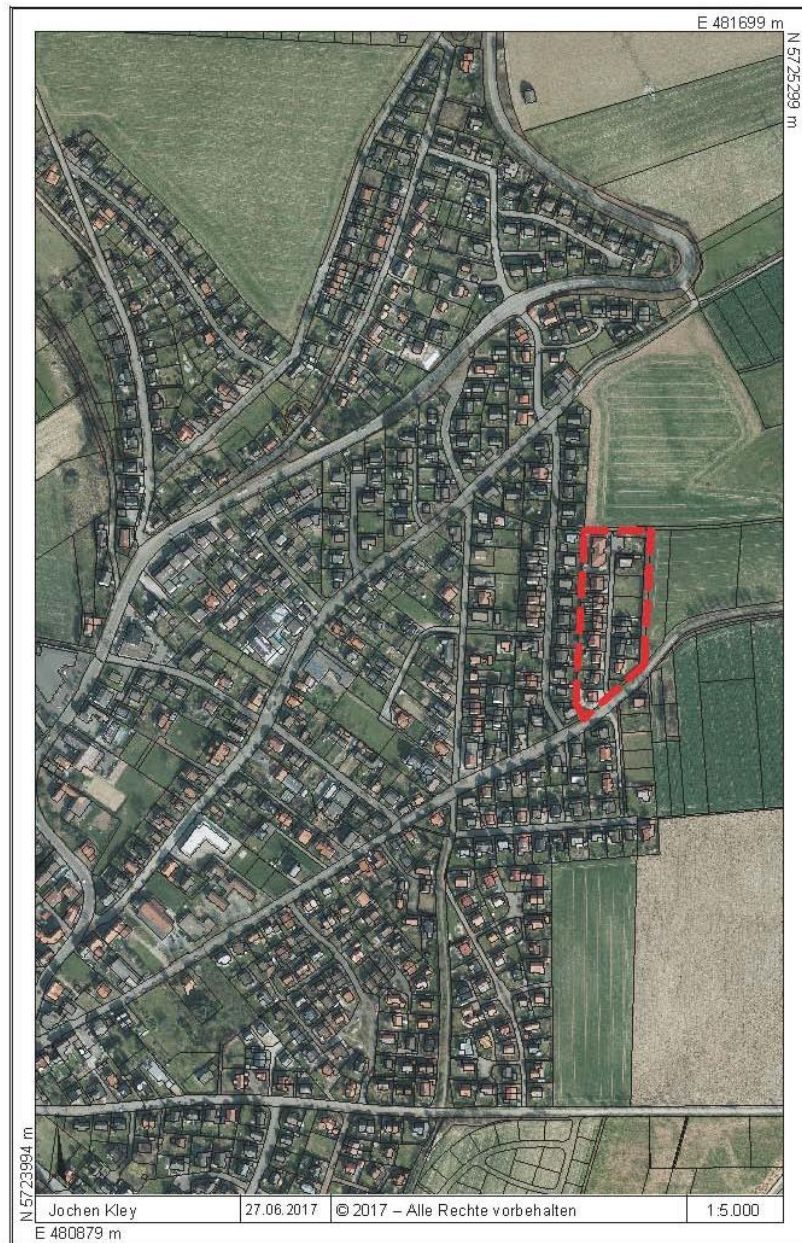 E 481699 m
N 5725299 m
N 5723994 m
Jochen Kley
27.06.2017
© 2017 – Alle Rechte vorbehalten
1:5.000
E 480879 m